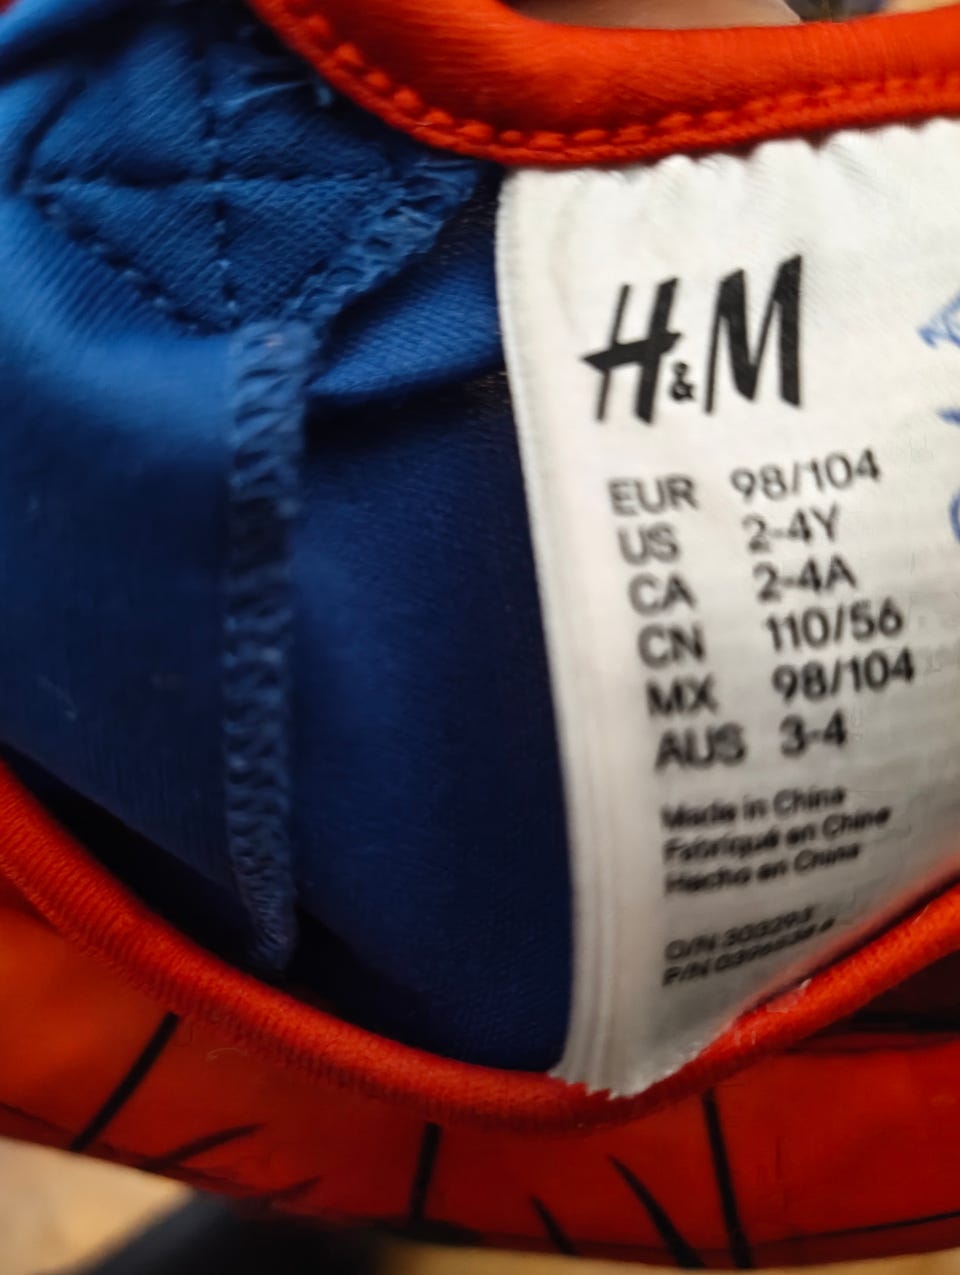 H&M
EUR 98/104
US 2-4Y
CA 2-4A
CN 110/56
MX 98/104
AUS 3-4
Made in China
Fabriqué en Chine
Hecho en China
O/N 303293
P/N